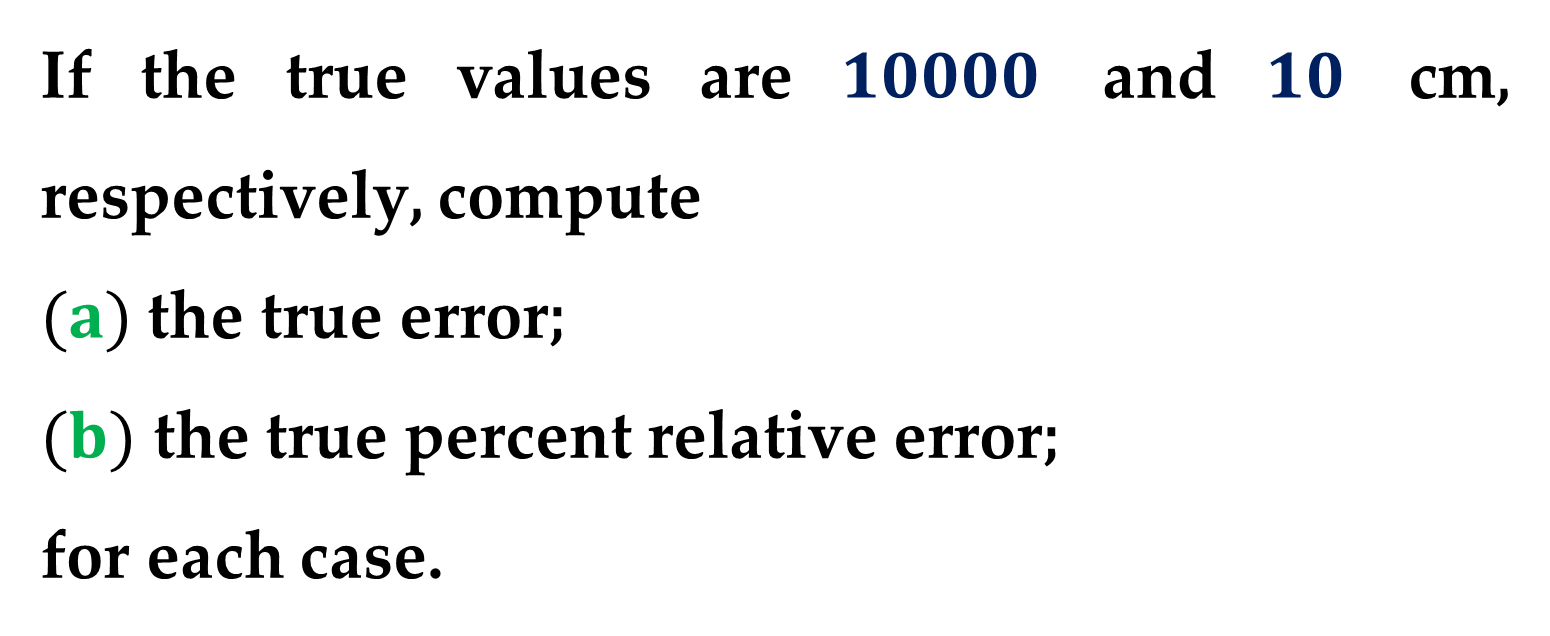 If the true values are 10000 and 10 cm,
respectively, compute
(a) the true error;
(b) the true percent relative error;
for each case.